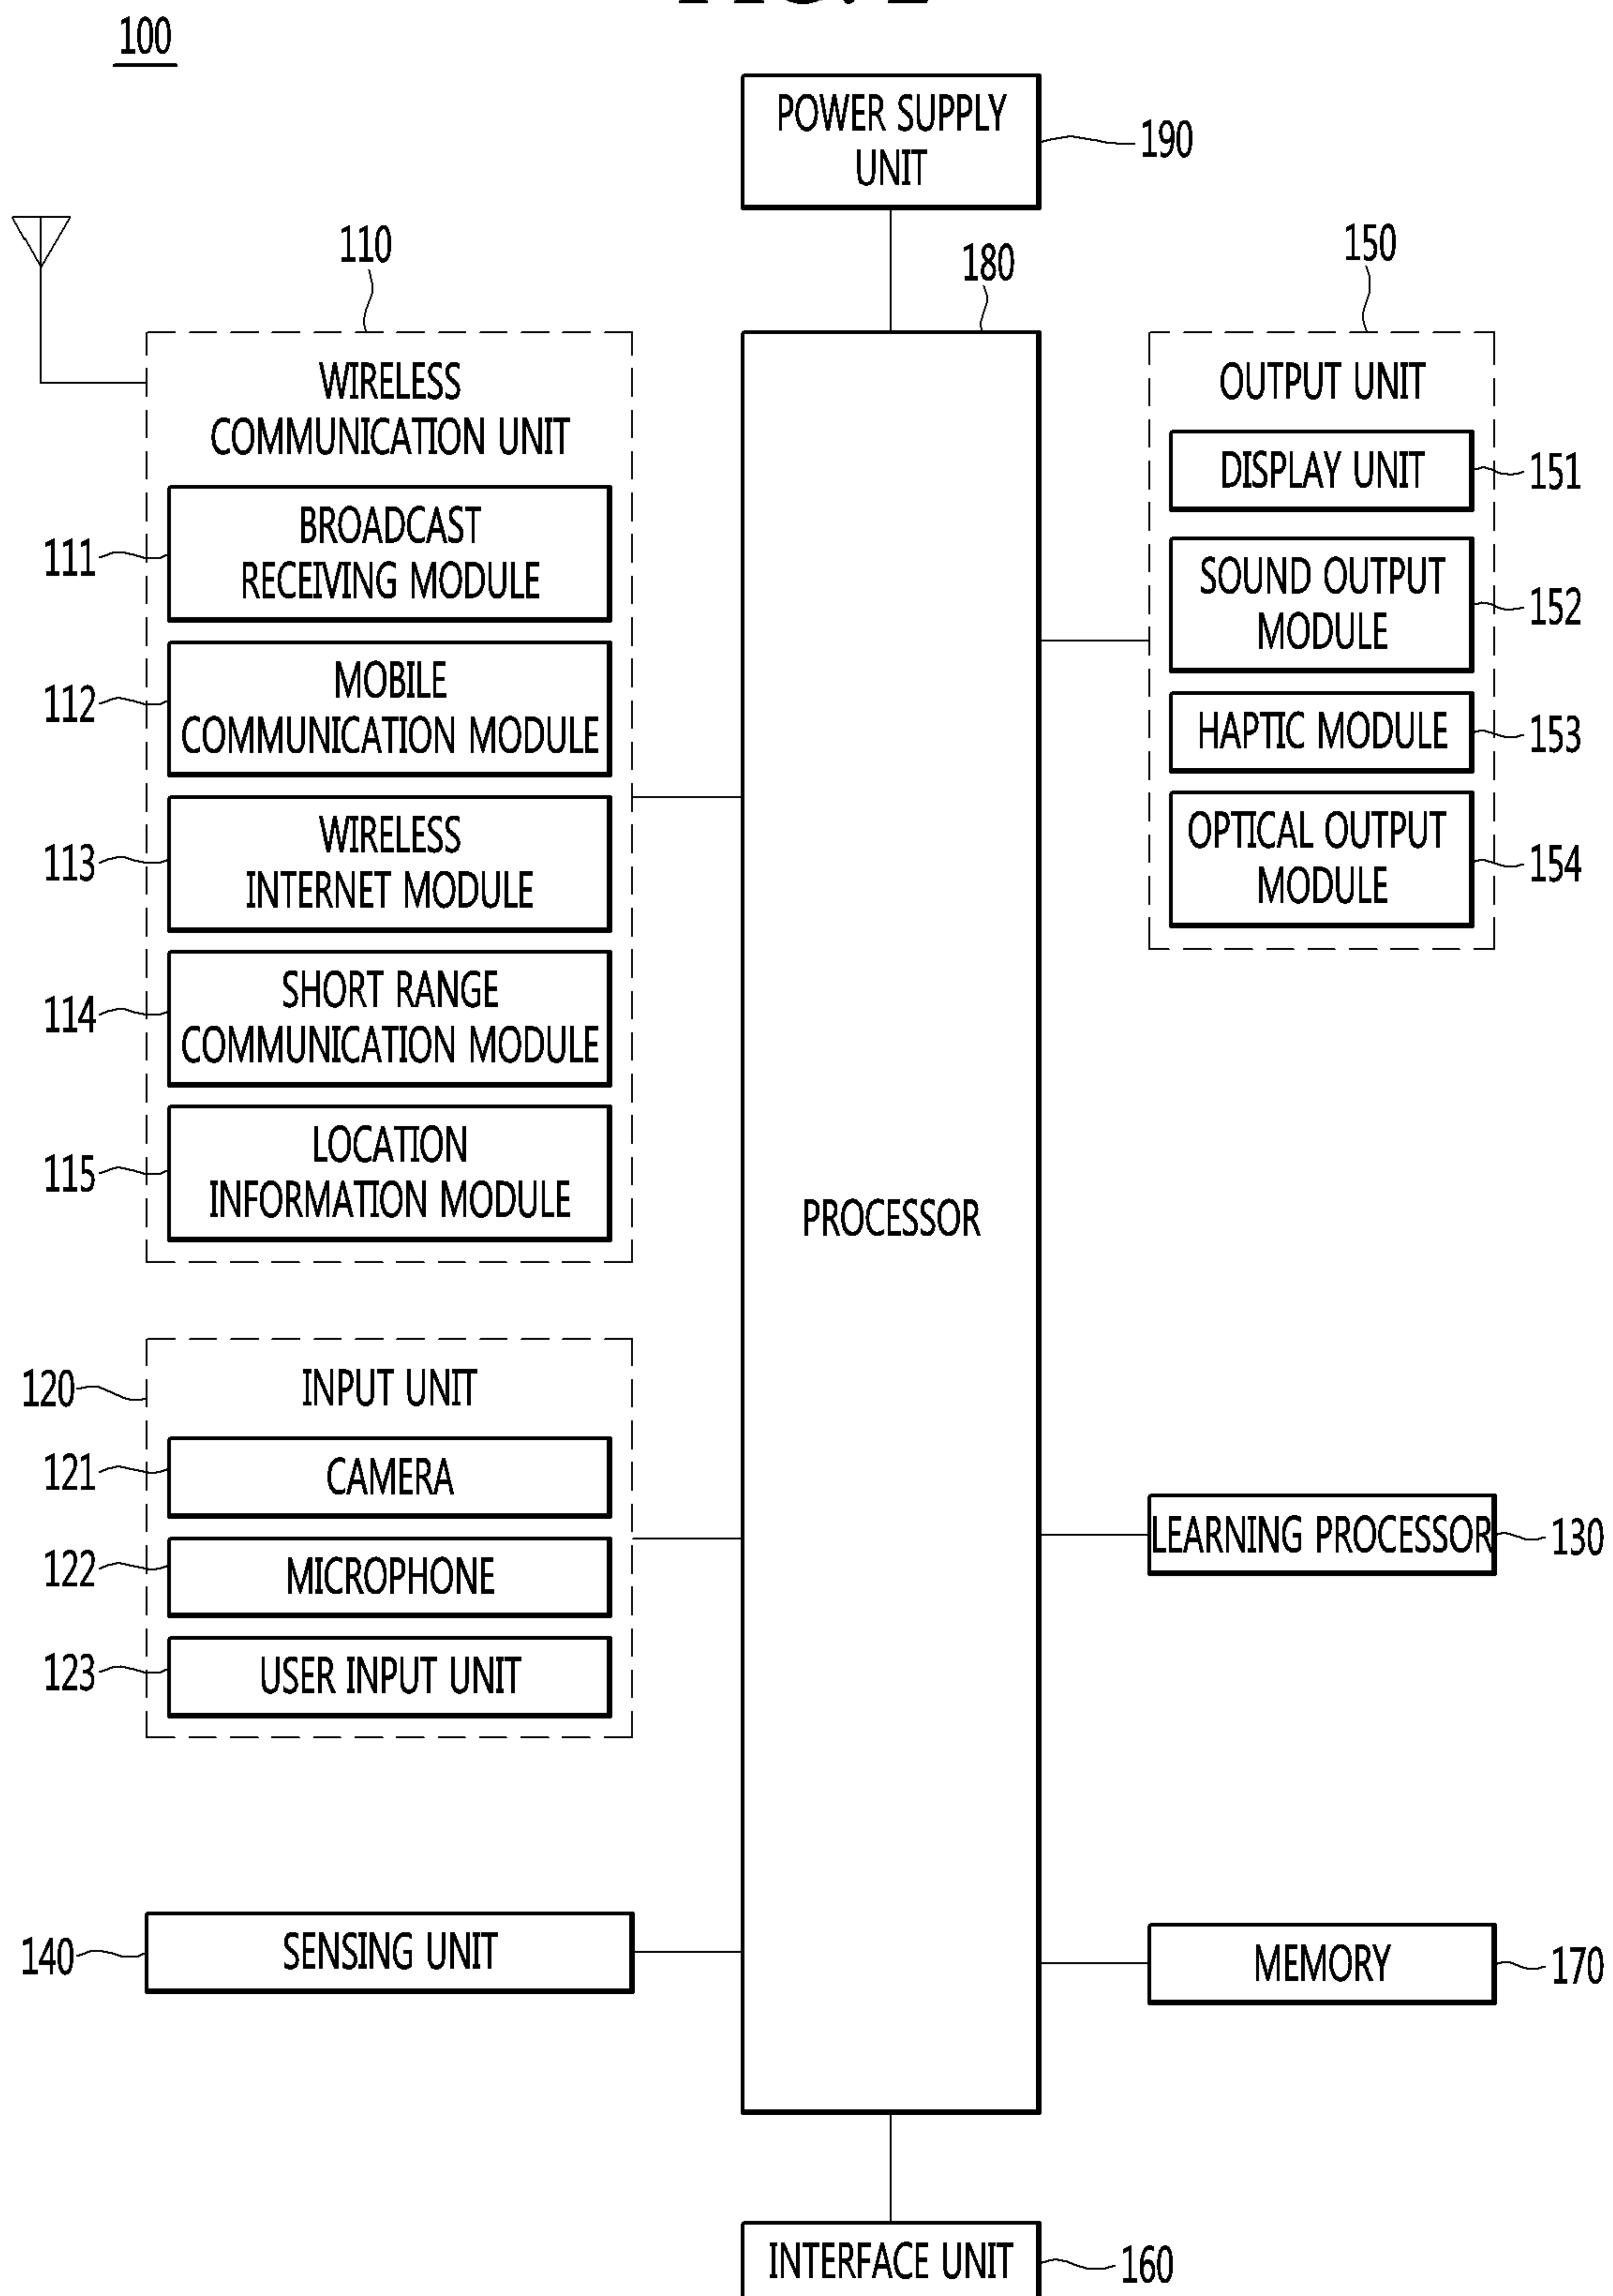 100
POWER SUPPLY
UNIT
190
110
180
150
WIRELESS
COMMUNICATION UNIT
BROADCAST
RECEIVING MODULE
111
MOBILE
COMMUNICATION MODULE
112
WIRELESS
INTERNET MODULE
113
SHORT RANGE
COMMUNICATION MODULE
114
LOCATION
INFORMATION MODULE
115
OUTPUT UNIT
DISPLAY UNIT
151
SOUND OUTPUT
MODULE
152
HAPTIC MODULE
153
OPTICAL OUTPUT
MODULE
154
PROCESSOR
120
INPUT UNIT
121
CAMERA
122
MICROPHONE
123
USER INPUT UNIT
LEARNING PROCESSOR
130
140
SENSING UNIT
MEMORY
170
INTERFACE UNIT
160